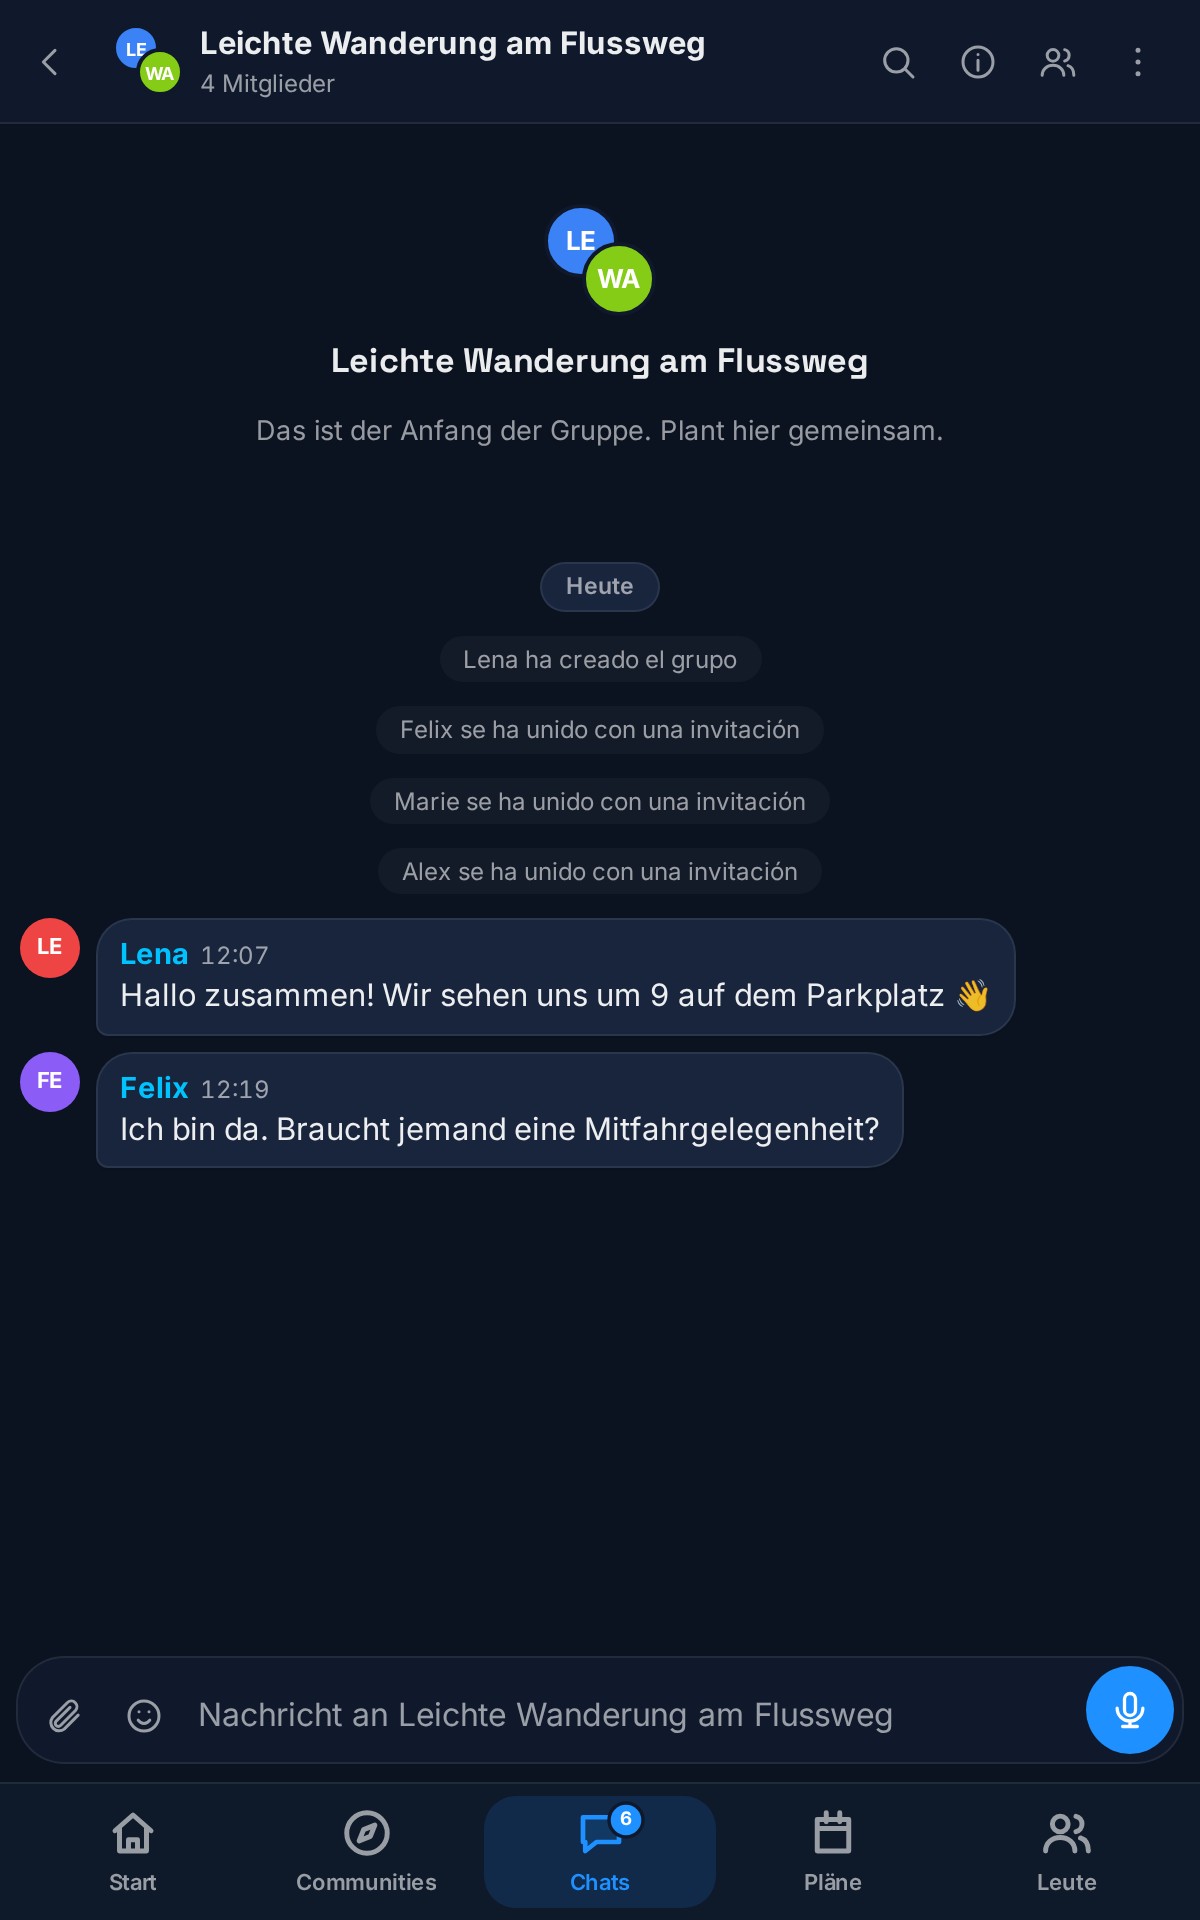 LE
WA
Leichte Wanderung am Flussweg
4 Mitglieder
LE
WA
Leichte Wanderung am Flussweg
Das ist der Anfang der Gruppe. Plant hier gemeinsam.
Heute
Lena ha creado el grupo
Felix se ha unido con una invitación
Marie se ha unido con una invitación
Alex se ha unido con una invitación
LE
Lena 12:07
Hallo zusammen! Wir sehen uns um 9 auf dem Parkplatz 👋
FE
Felix 12:19
Ich bin da. Braucht jemand eine Mitfahrgelegenheit?
Nachricht an Leichte Wanderung am Flussweg
6
Start
Communities
Chats
Pläne
Leute